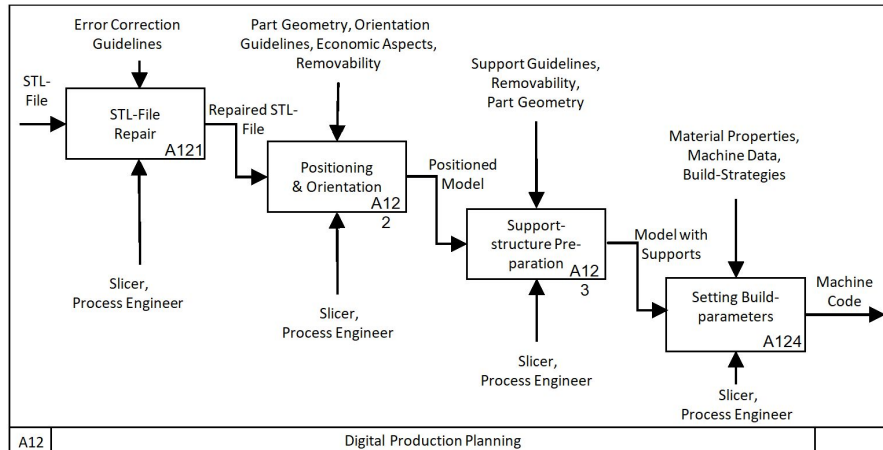 Error Correction
Guidelines
Part Geometry, Orientation
Guidelines, Economic Aspects,
Removability
Support Guidelines,
Removability,
Part Geometry
STL-
File
STL-File
Repair
A121
Repaired STL-
File
Material Properties,
Machine Data,
Build-Strategies
Positioning
& Orientation
A12
2
Positioned
Model
Support-
structure Pre-
paration
A12
3
Model with
Supports
Setting Build-
parameters
A124
Machine
Code
Slicer,
Process Engineer
Slicer,
Process Engineer
Slicer,
Process Engineer
Slicer,
Process Engineer
A12
Digital Production Planning